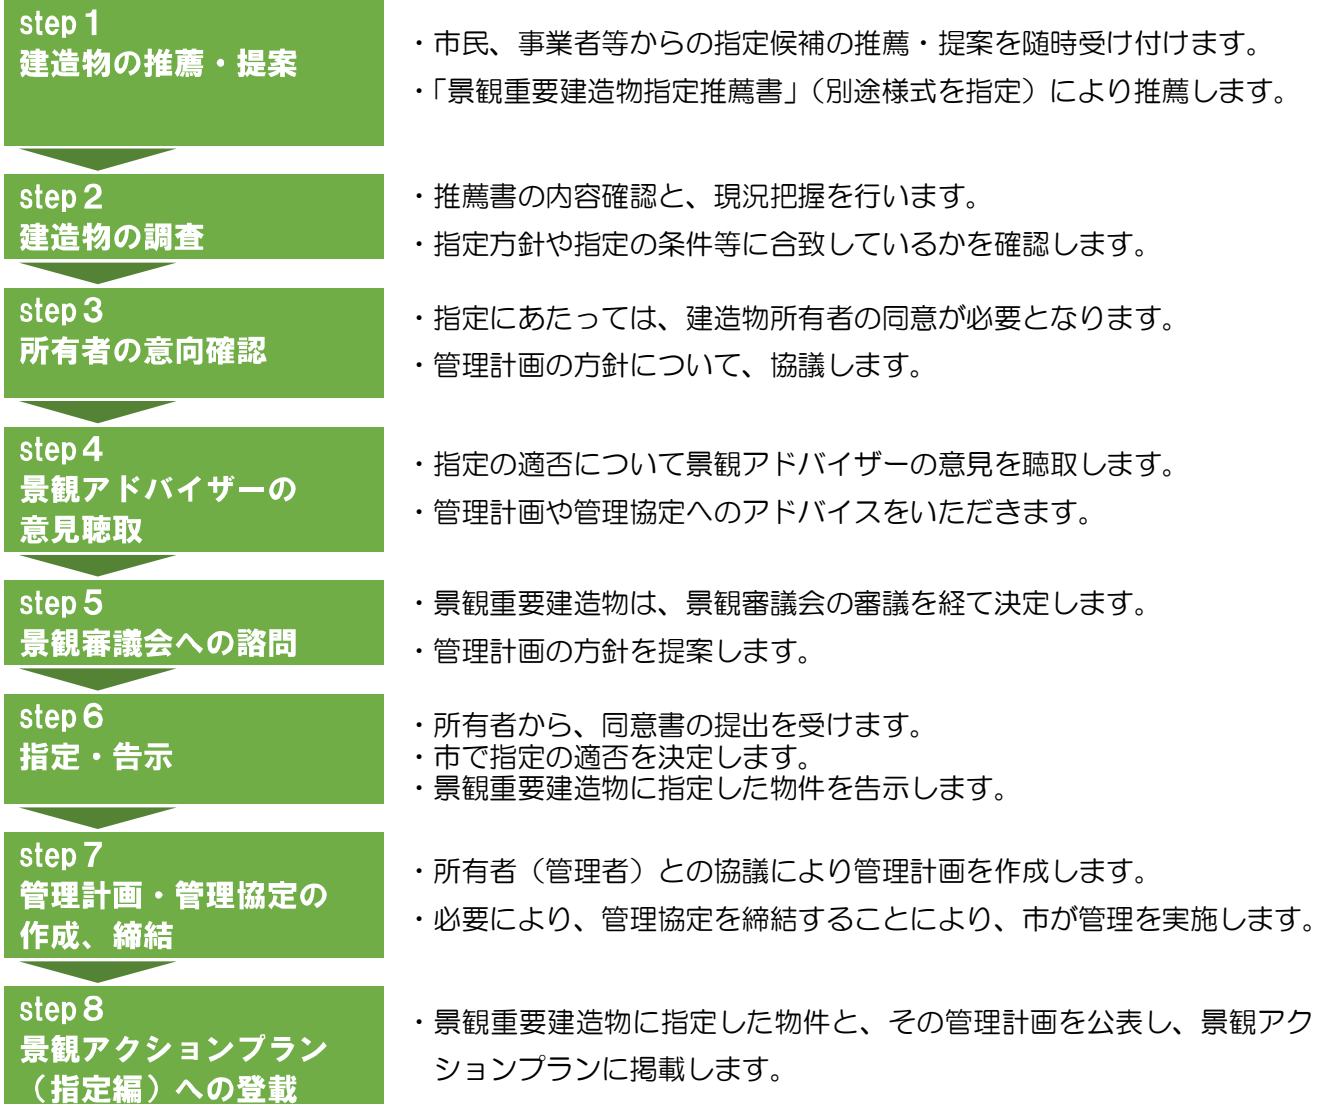 step１
建造物の推薦・提案
・市民、事業者等からの指定候補の推薦・提案を随時受け付けます。
・「景観重要建造物指定推薦書」（別途様式を指定）により推薦します。
step２
建造物の調査
・推薦書の内容確認と、現況把握を行います。
・指定方針や指定の条件等に合致しているかを確認します。
step３
所有者の意向確認
・指定にあたっては、建造物所有者の同意が必要となります。
・管理計画の方針について、協議します。
step４
景観アドバイザーの
意見聴取
・指定の適否について景観アドバイザーの意見を聴取します。
・管理計画や管理協定へのアドバイスをいただきます。
step５
景観審議会への諮問
・景観重要建造物は、景観審議会の審議を経て決定します。
・管理計画の方針を提案します。
step６
指定・告示
・所有者から、同意書の提出を受けます。
・市で指定の適否を決定します。
・景観重要建造物に指定した物件を告示します。
step７
管理計画・管理協定の
作成、締結
・所有者（管理者）との協議により管理計画を作成します。
・必要により、管理協定を締結することにより、市が管理を実施します。
step８
景観アクションプラン
（指定編）への登載
・景観重要建造物に指定した物件と、その管理計画を公表し、景観アク
ションプランに掲載します。